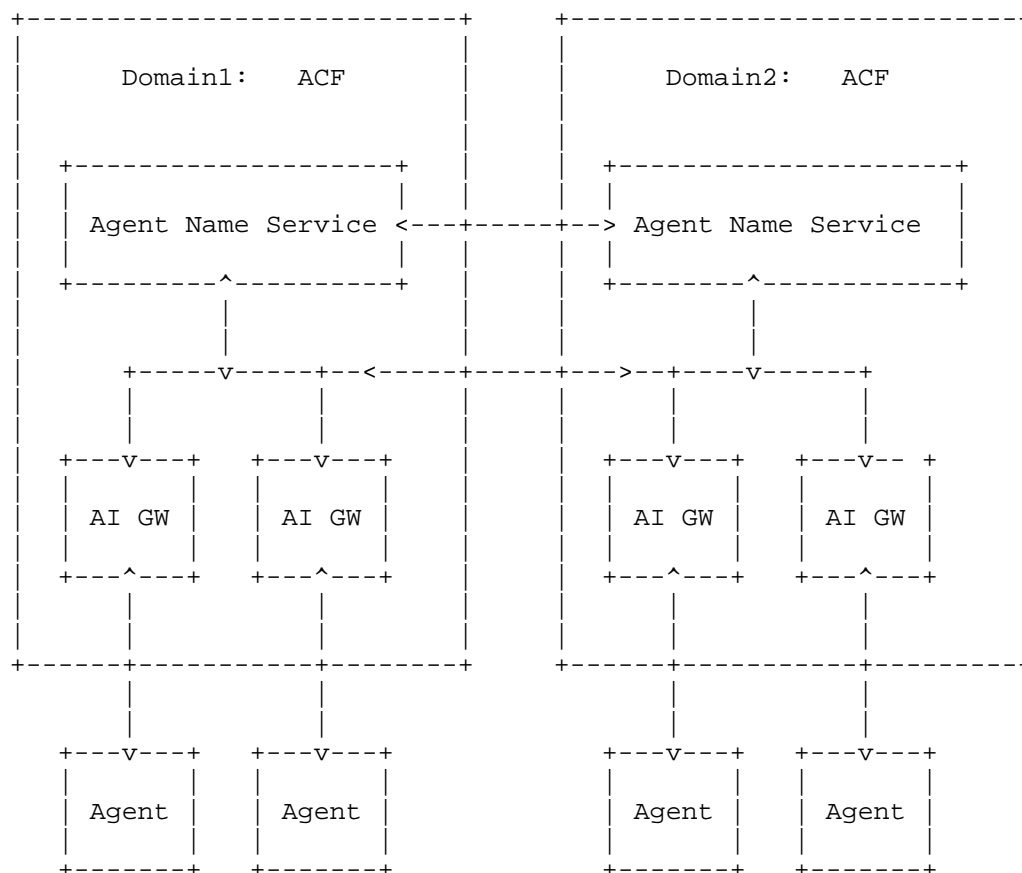 Domain1: ACF Domain2: ACF
Agent Name Service Agent Name Service
AI GW AI GW AI GW AI GW
Agent Agent Agent Agent